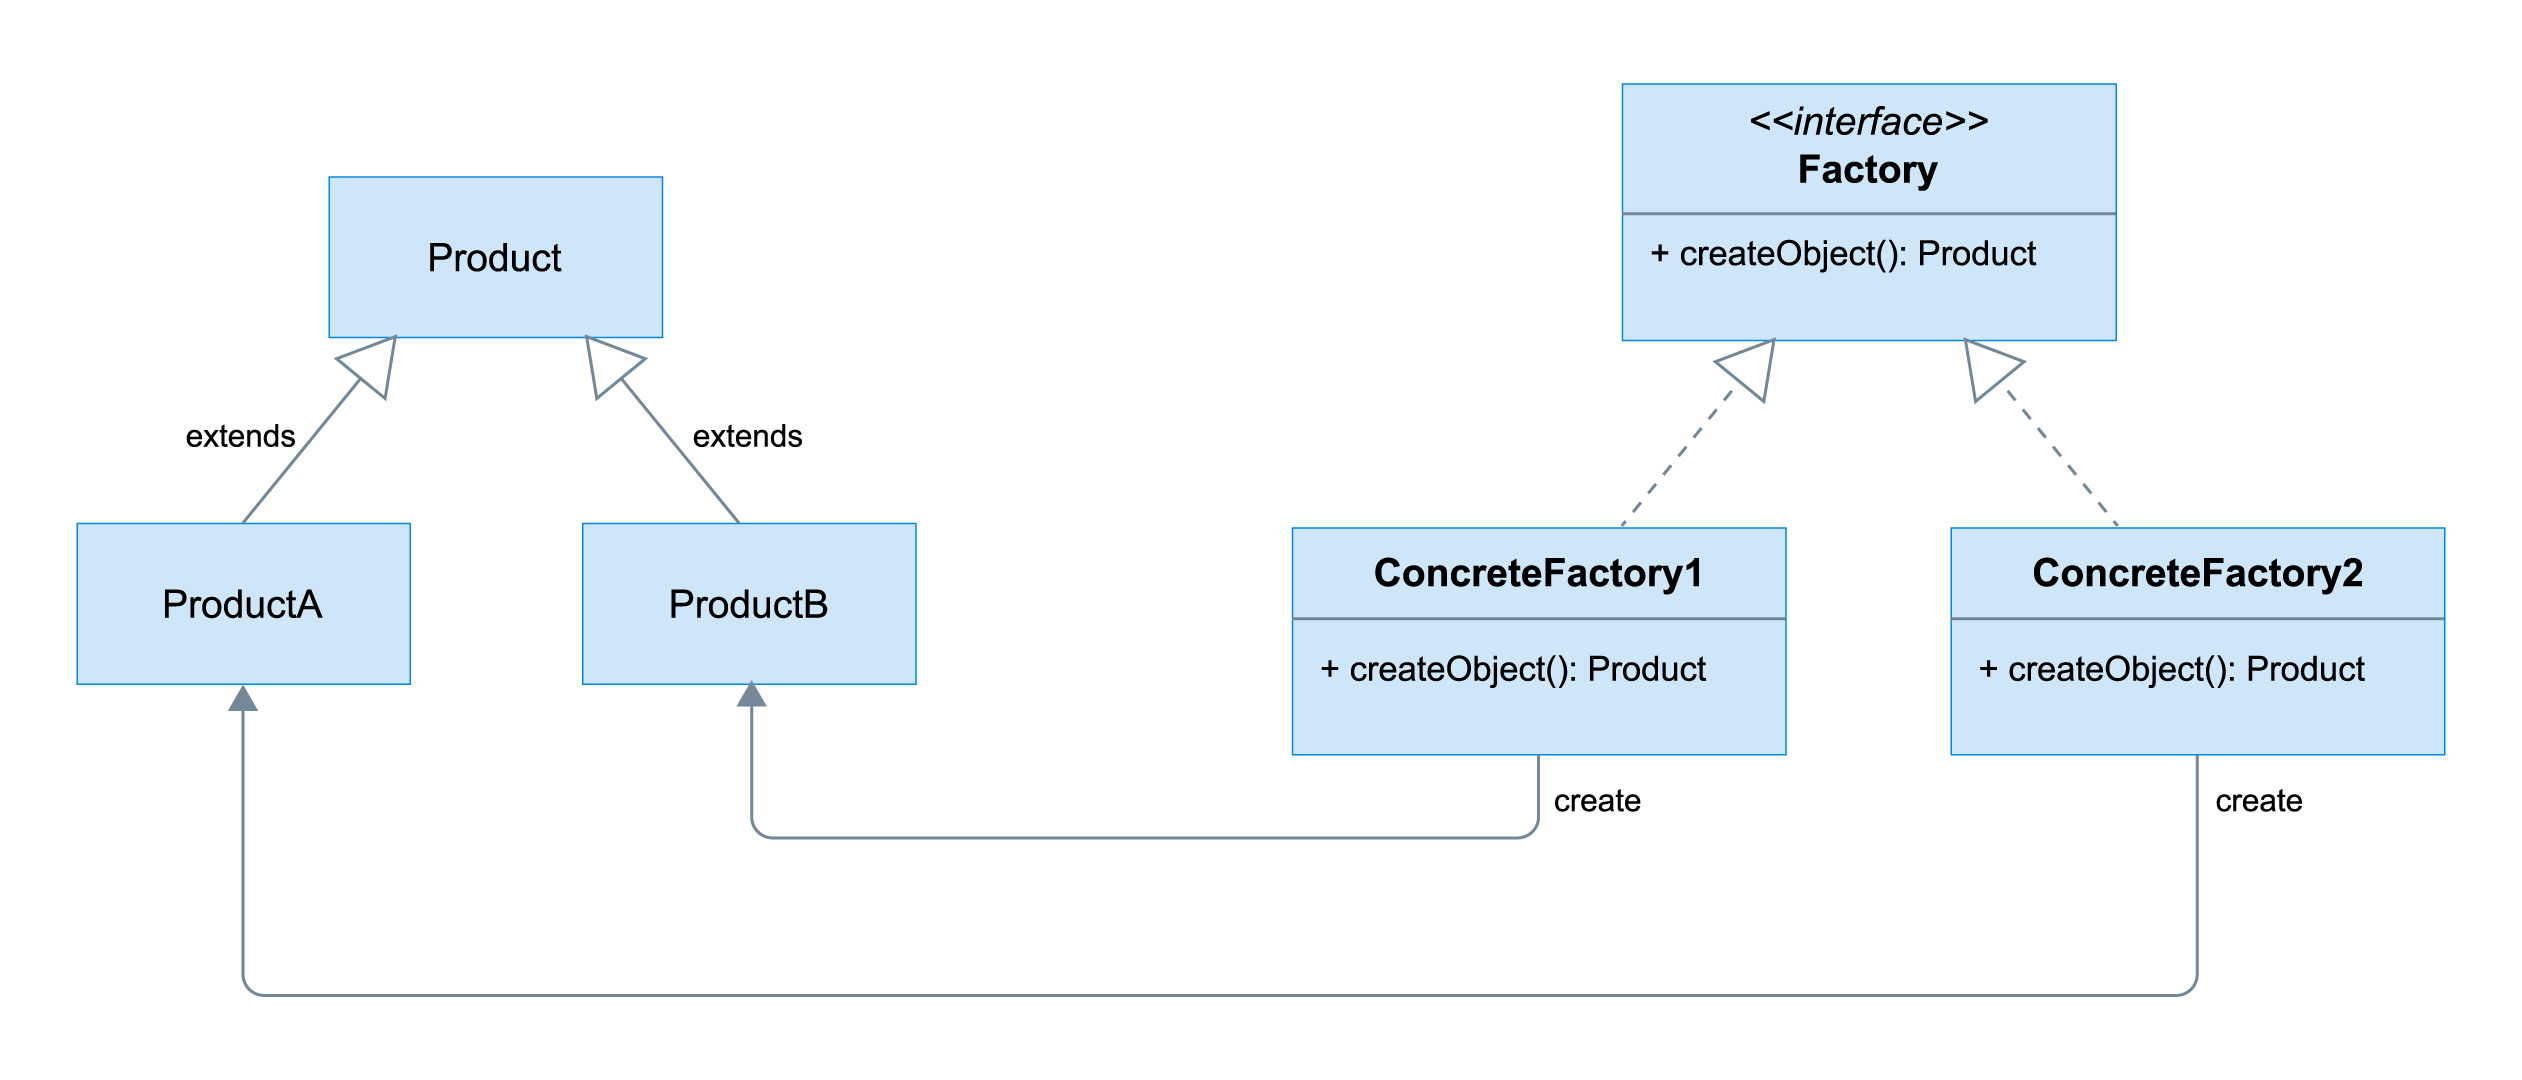 <<interface>>
Factory
+ createObject(): Product
Product
extends
extends
ProductA
ProductB
ConcreteFactory1
+ createObject(): Product
ConcreteFactory2
+ createObject(): Product
create
create